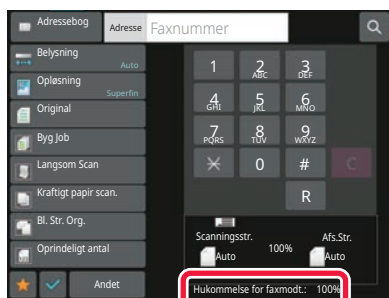 Adressebog
Adresse
Faxnummer
Belysning
Auto
Opløsning
Superfin
Original
Byg Job
Langsom Scan
Kraftigt papir scan.
Bl. Str. Org.
Oprindeligt antal
Andet
1
2
ABC
3
DEF
4
GHI
5
JKL
6
MNO
7
PQRS
8
TUV
9
WXYZ
0
#
C
R
Scanningsstr.
Afs.Str.
Auto
100%
Auto
Hukommelse for faxmodt.: 100%